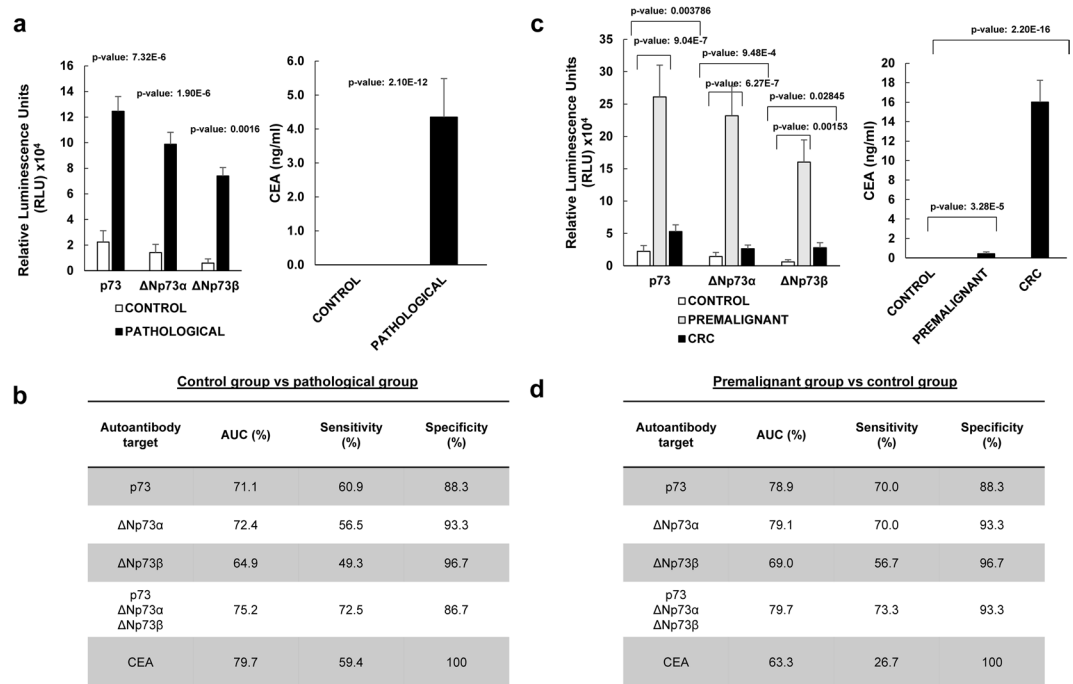 a
p-value: 7.32E-6
p-value: 1.90E-6
p-value: 0.0016
Relative Luminescence Units
(RLU) x10⁴
16
14
12
10
8
6
4
2
0
p73
ΔNp73α
ΔNp73β
CONTROL
PATHOLOGICAL
p-value: 2.10E-12
CEA (ng/ml)
6.0
5.0
4.0
3.0
2.0
1.0
0.0
CONTROL
PATHOLOGICAL
c
p-value: 0.003786
p-value: 9.04E-7
p-value: 9.48E-4
p-value: 6.27E-7
p-value: 0.02845
p-value: 0.00153
Relative Luminescence Units
(RLU) x10⁴
35
30
25
20
15
10
5
0
p73
ΔNp73α
ΔNp73β
CONTROL
PREMALIGNANT
CRC
p-value: 2.20E-16
p-value: 3.28E-5
CEA (ng/ml)
20
18
16
14
12
10
8
6
4
2
0
CONTROL
PREMALIGNANT
CRC
b
Control group vs pathological group
Autoantibody target AUC (%) Sensitivity (%) Specificity (%)
p73 71.1 60.9 88.3
ΔNp73α 72.4 56.5 93.3
ΔNp73β 64.9 49.3 96.7
p73
ΔNp73α 75.2 72.5 86.7
ΔNp73β
CEA 79.7 59.4 100
d
Premalignant group vs control group
Autoantibody target AUC (%) Sensitivity (%) Specificity (%)
p73 78.9 70.0 88.3
ΔNp73α 79.1 70.0 93.3
ΔNp73β 69.0 56.7 96.7
p73
ΔNp73α 79.7 73.3 93.3
ΔNp73β
CEA 63.3 26.7 100